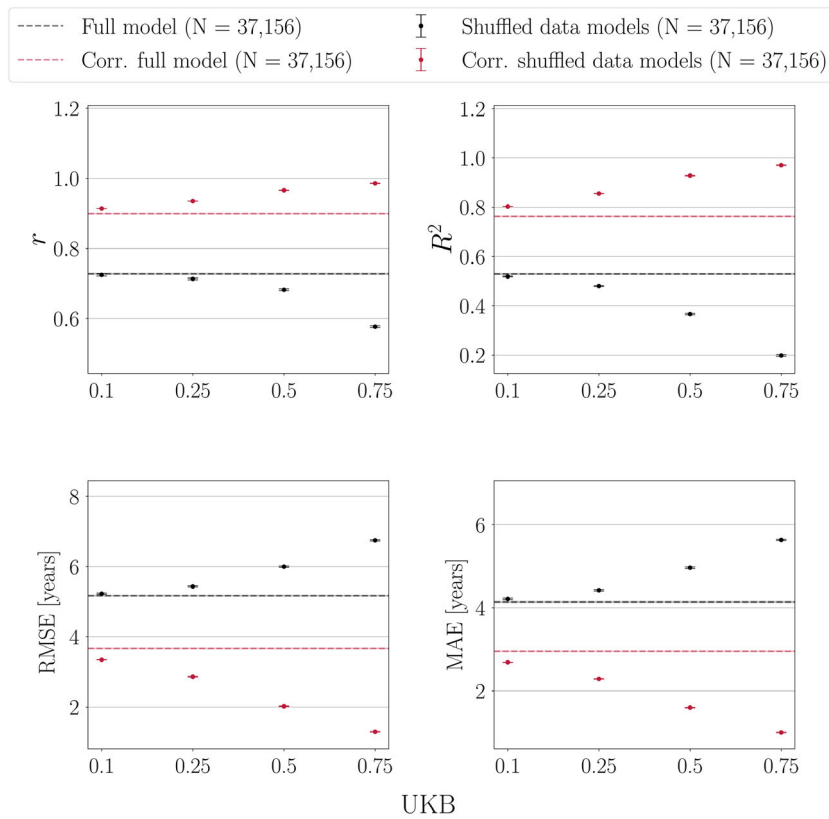 Full model (N = 37,156)
Shuffled data models (N = 37,156)
Corr. full model (N = 37,156)
Corr. shuffled data models (N = 37,156)
1.2
1.0
0.8
0.6
r
0.1 0.25 0.5 0.75
1.2
1.0
0.8
0.6
0.4
0.2
R²
0.1 0.25 0.5 0.75
8
6
4
2
RMSE [years]
0.1 0.25 0.5 0.75
6
4
2
MAE [years]
0.1 0.25 0.5 0.75
UKB